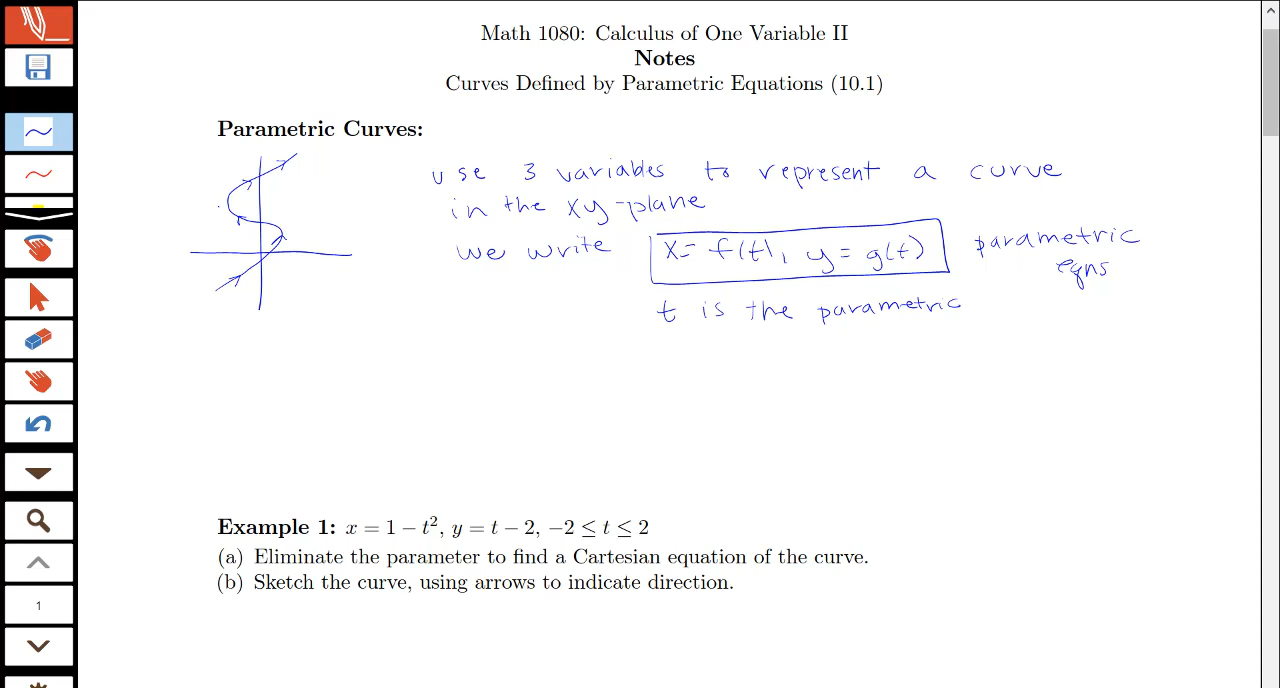 Math 1080: Calculus of One Variable II
Notes
Curves Defined by Parametric Equations (10.1)
Parametric Curves:
use 3 variables to represent a curve
in the xy-plane
we write x = f(t), y = g(t) parametric
eqns
t is the parametric
Example 1: x = 1 − t², y = t − 2, −2 ≤ t ≤ 2
(a) Eliminate the parameter to find a Cartesian equation of the curve.
(b) Sketch the curve, using arrows to indicate direction.
1